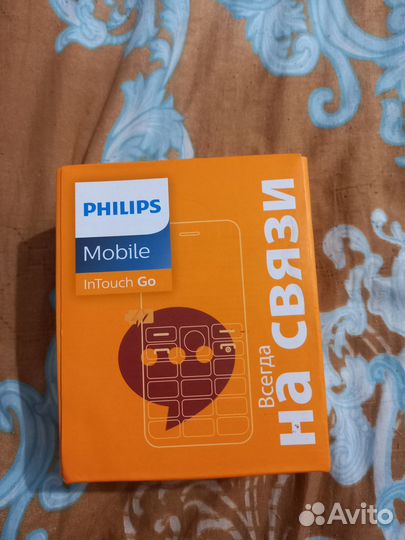 PHILIPS
Mobile
InTouch Go
Всегда
на связи
Avito